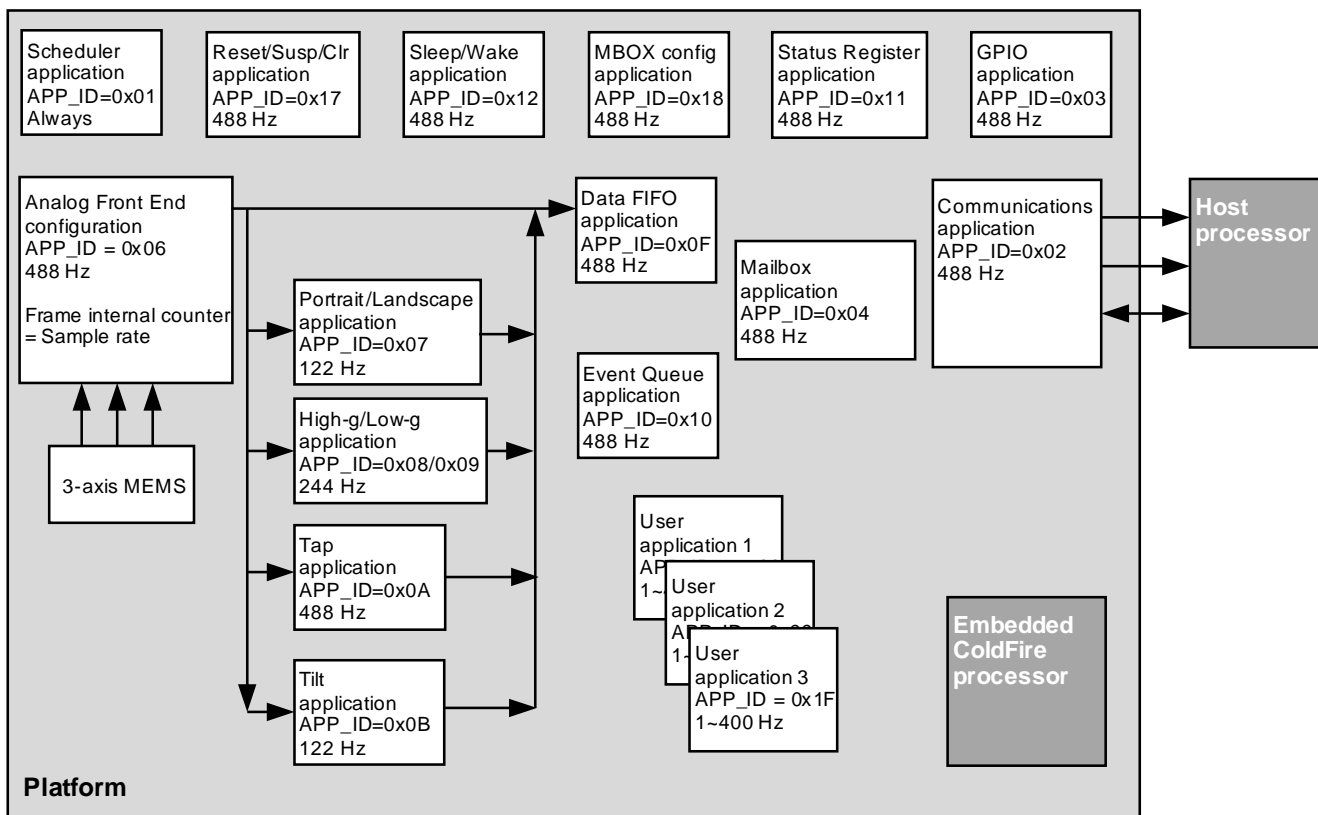 Scheduler
application
APP_ID=0x01
Always
Reset/Susp/Clr
application
APP_ID=0x17
488 Hz
Sleep/Wake
application
APP_ID=0x12
488 Hz
MBOX config
application
APP_ID=0x18
488 Hz
Status Register
application
APP_ID=0x11
488 Hz
GPIO
application
APP_ID=0x03
488 Hz
Analog Front End
configuration
APP_ID = 0x06
488 Hz
Frame internal counter
= Sample rate
3-axis MEMS
Portrait/Landscape
application
APP_ID=0x07
122 Hz
High-g/Low-g
application
APP_ID=0x08/0x09
244 Hz
Tap
application
APP_ID=0x0A
488 Hz
Tilt
application
APP_ID=0x0B
122 Hz
Data FIFO
application
APP_ID=0x0F
488 Hz
Event Queue
application
APP_ID=0x10
488 Hz
Mailbox
application
APP_ID=0x04
488 Hz
Communications
application
APP_ID=0x02
488 Hz
Host
processor
User
application 1
1~
User
application 2
1~
User
application 3
APP_ID = 0x1F
1~400 Hz
Embedded
ColdFire
processor
Platform